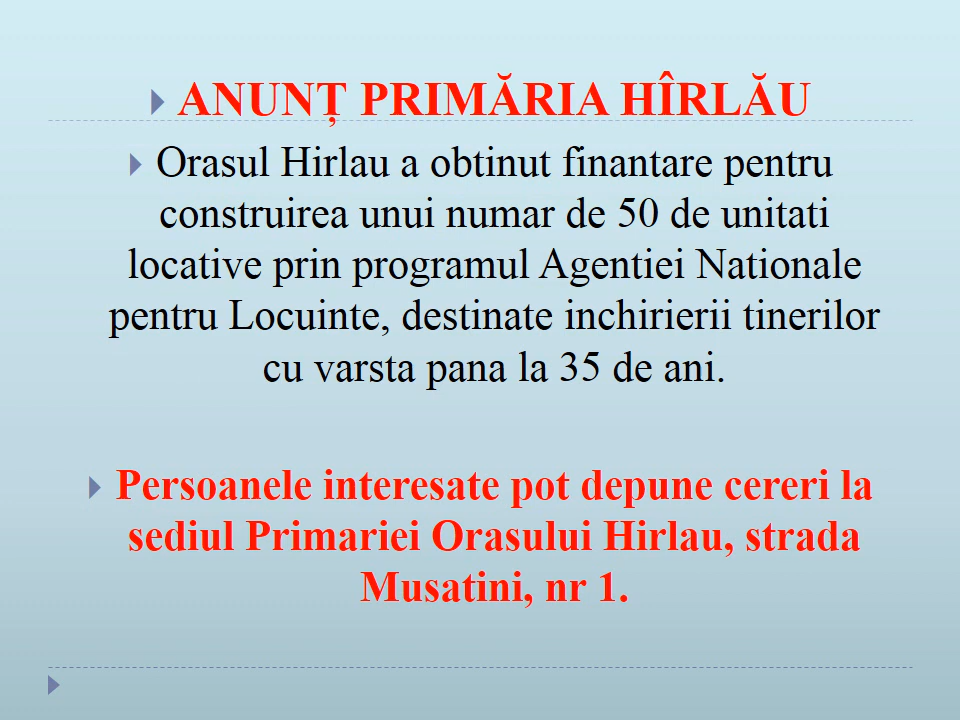 ANUNȚ PRIMĂRIA HÎRLĂU
Orasul Hirlau a obtinut finantare pentru
construirea unui numar de 50 de unitati
locative prin programul Agentiei Nationale
pentru Locuinte, destinate inchirierii tinerilor
cu varsta pana la 35 de ani.
Persoanele interesate pot depune cereri la
sediul Primariei Orasului Hirlau, strada
Musatini, nr 1.